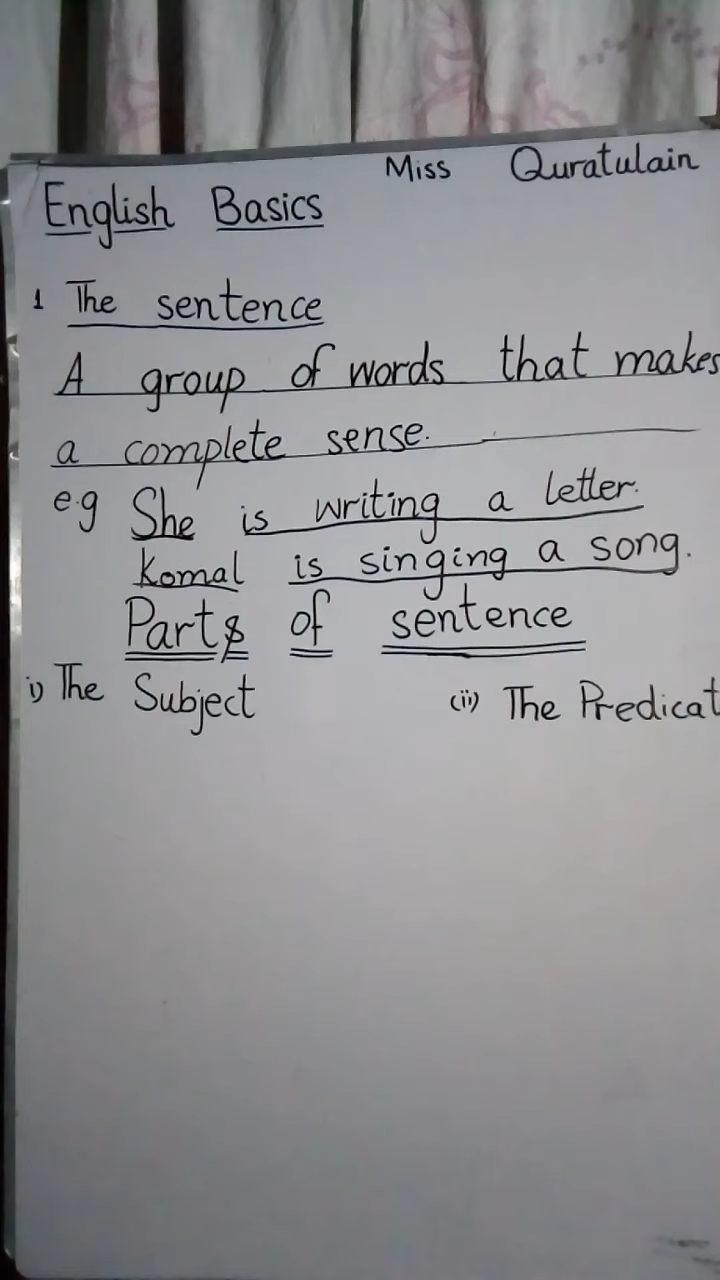 Miss Quratulain
English Basics
1 The sentence
A group of words that makes
a complete sense.
e.g She is writing a letter.
Komal is singing a song.
Parts of sentence
i) The Subject (ii) The Predicat